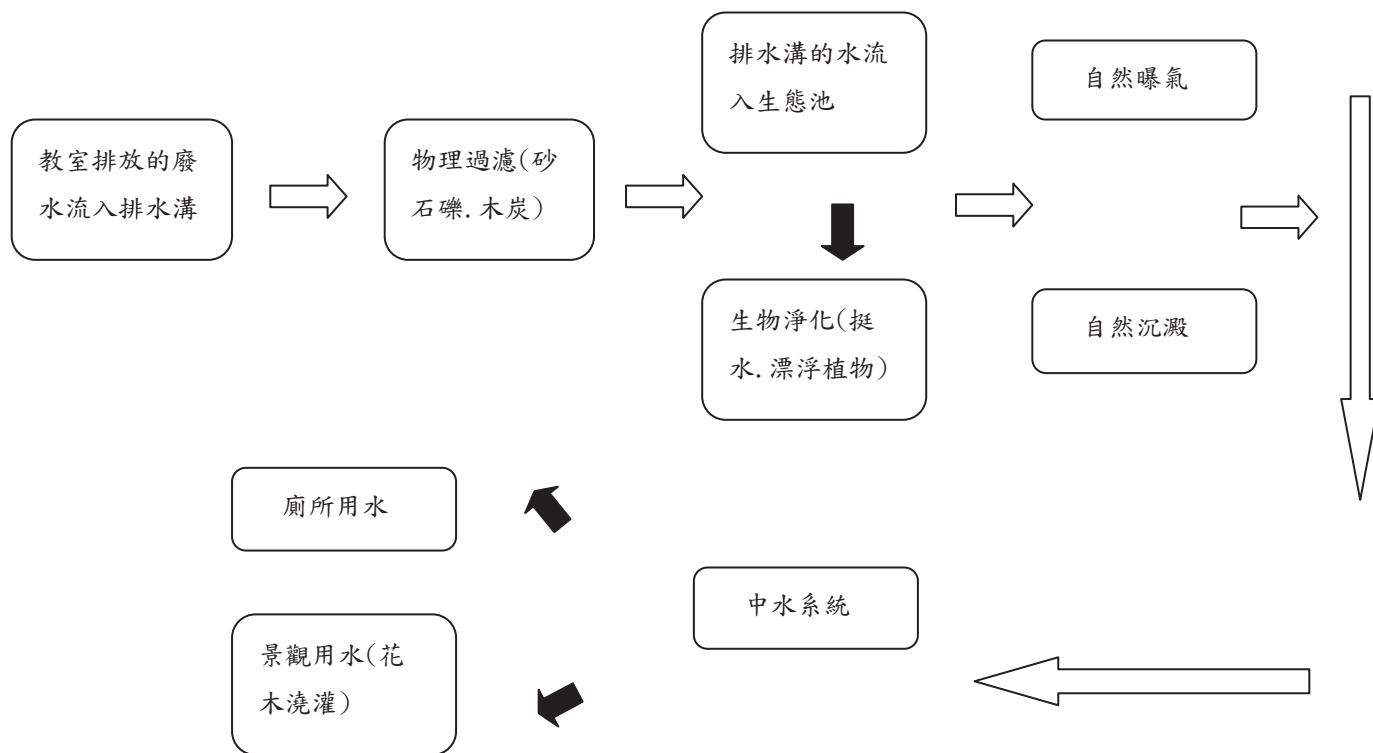 教室排放的廢
水流入排水溝
物理過濾(砂
石礫.木炭)
排水溝的水流
入生態池
生物淨化(挺
水.漂浮植物)
自然曝氣
自然沉澱
中水系統
廁所用水
景觀用水(花
木澆灌)